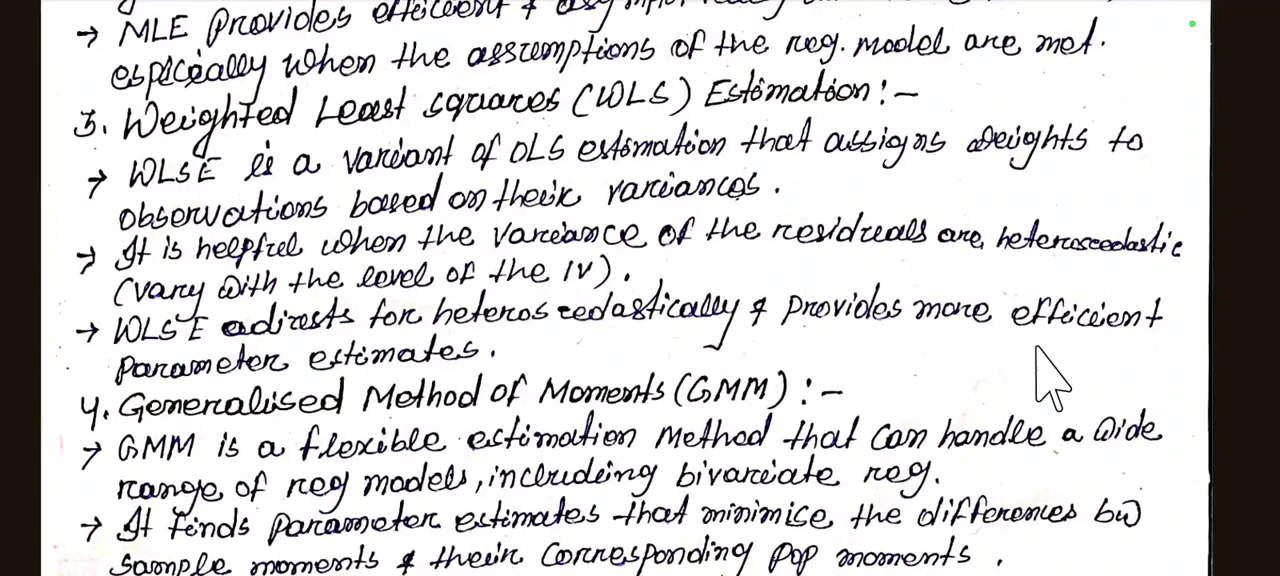 → MLE provides efficient &
especially when the assumptions of the reg. model are met.
3. Weighted Least squares (WLS) Estimation :-
→ WLSE is a variant of OLS estimation that assigns weights to
observations based on their variances.
→ It is helpful when the variance of the residuals are heteroscedastic
(vary with the level of the IV).
→ WLSE adjusts for heteroscedastically & provides more efficient
parameter estimates.
4. Generalised Method of Moments (GMM) :-
→ GMM is a flexible estimation method that can handle a wide
range of reg models, including bivariate reg.
→ It finds parameter estimates that minimise the differences bw
sample moments & their corresponding pop moments.